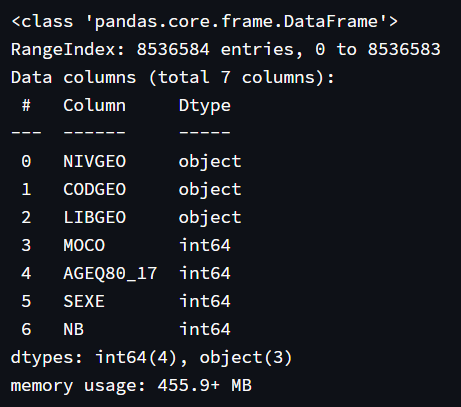 <class 'pandas.core.frame.DataFrame'>
RangeIndex: 8536584 entries, 0 to 8536583
Data columns (total 7 columns):
 #   Column     Dtype
---  ------     -----
 0   NIVGEO     object
 1   CODGEO     object
 2   LIBGEO     object
 3   MOCO       int64
 4   AGEQ80_17  int64
 5   SEXE       int64
 6   NB         int64
dtypes: int64(4), object(3)
memory usage: 455.9+ MB